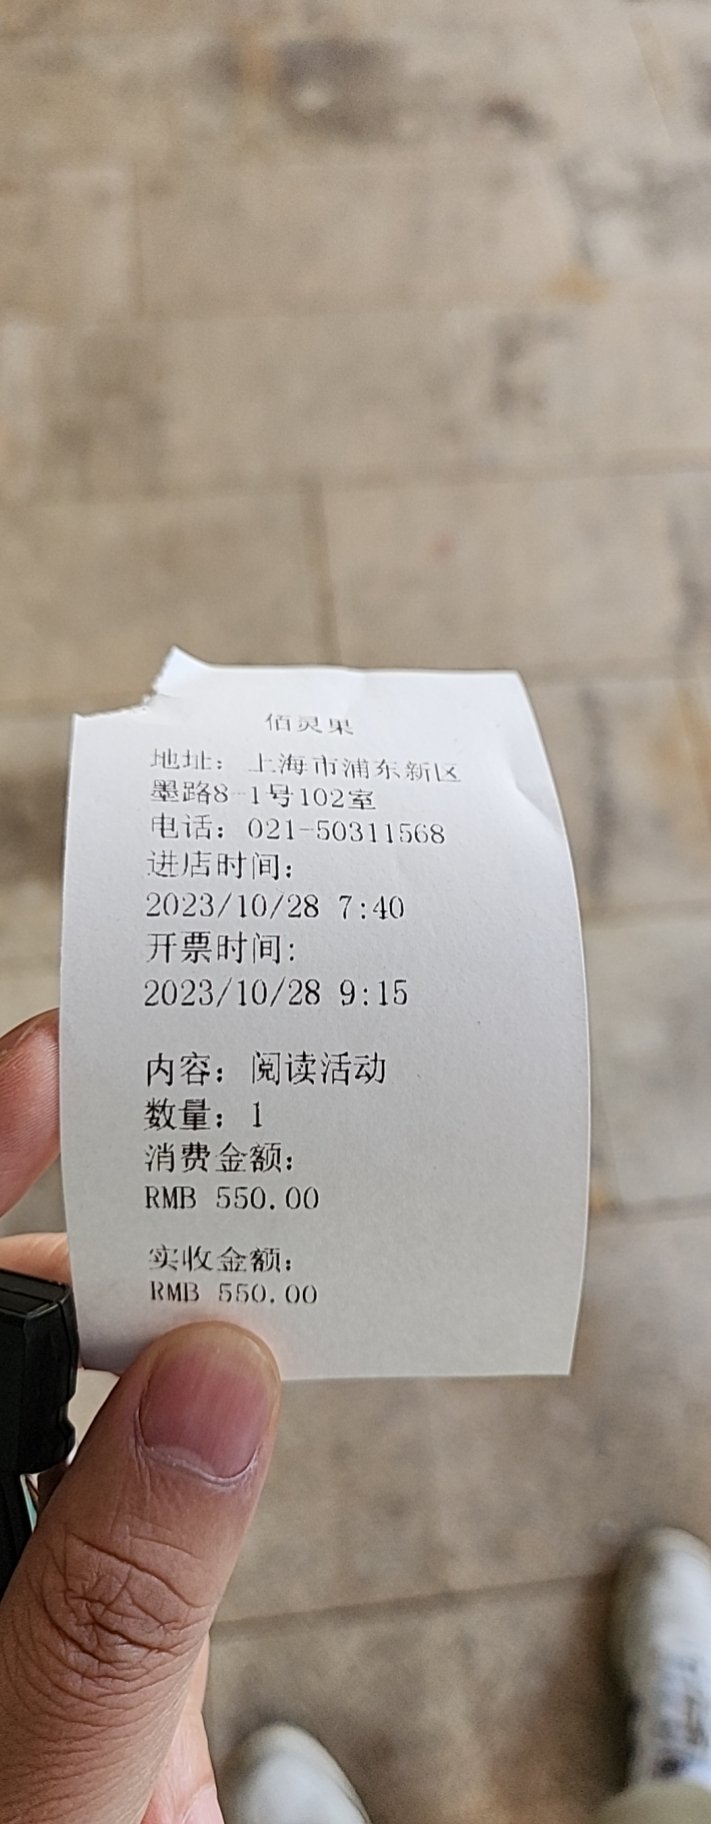 佰灵果
地址：上海市浦东新区
墨路8-1号102室
电话：021-50311568
进店时间：
2023/10/28 7:40
开票时间：
2023/10/28 9:15
内容：阅读活动
数量：1
消费金额：
RMB 550.00
实收金额：
RMB 550.00